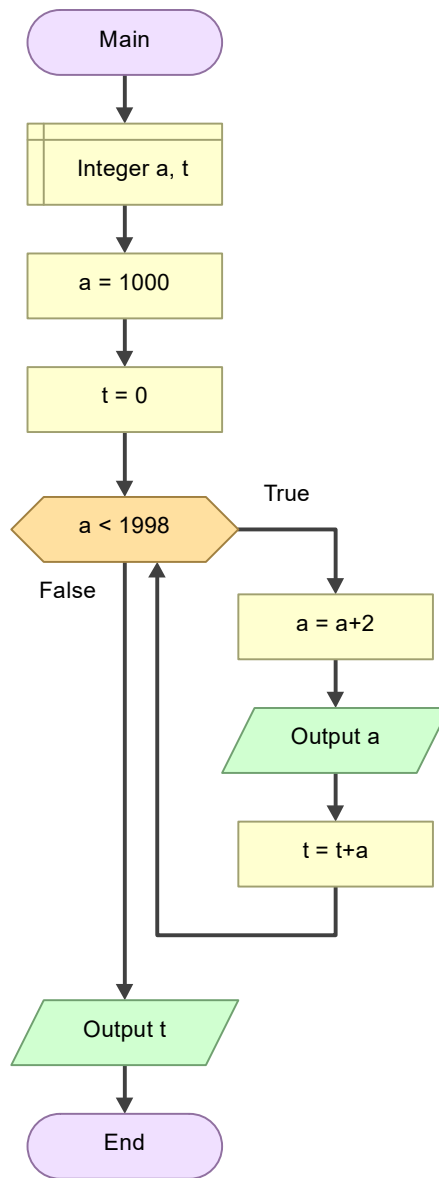 Main
Integer a, t
a = 1000
t = 0
a < 1998
True
False
a = a+2
Output a
t = t+a
Output t
End